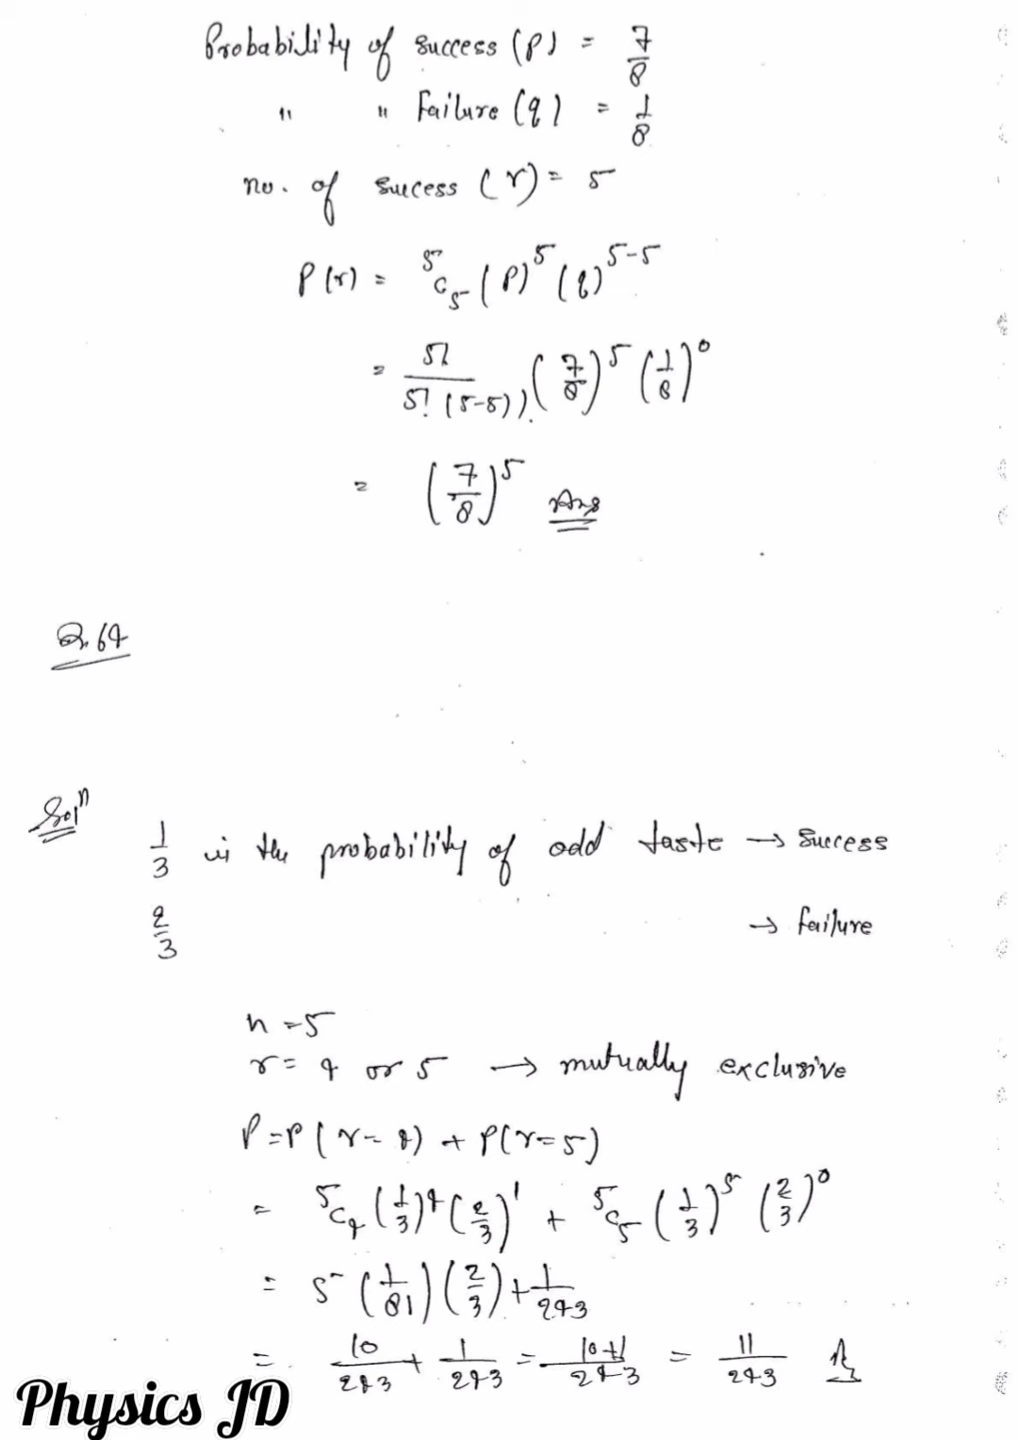 Probability of success (p) = 7/8
" " Failure (q) = 1/8
no. of sucess (r) = 5
P(r) = ⁵C₅ (p)⁵ (q)⁵⁻⁵
= 5!/5!(5-5)! (7/8)⁵ (1/8)⁰
= (7/8)⁵ Ans
Q.64
Solⁿ
1/3 is the probability of odd taste → success
2/3 → failure
n = 5
r = 4 or 5 → mutually exclusive
P = P(r=4) + P(r=5)
= ⁵C₄ (1/3)⁴ (2/3)¹ + ⁵C₅ (1/3)⁵ (2/3)⁰
= 5 (1/81) (2/3) + 1/243
= 10/243 + 1/243 = 10+1/243 = 11/243
Physics JD